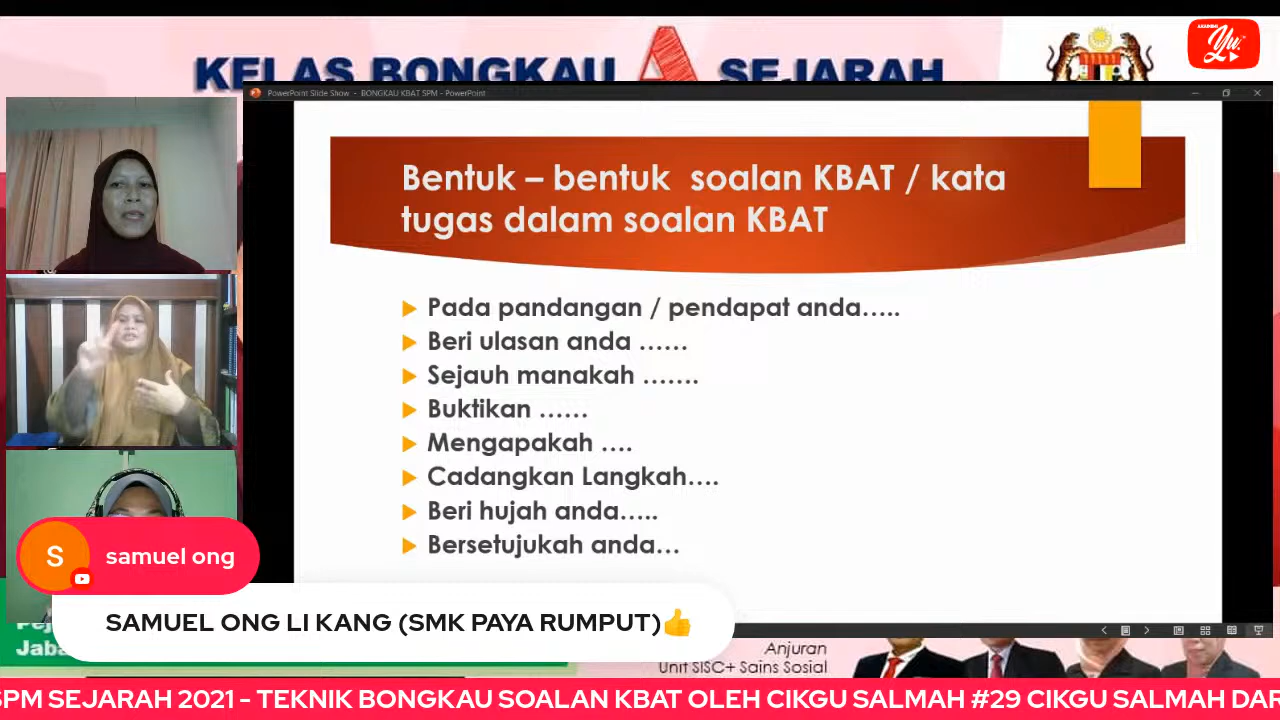 KELAS BONGKAU A SEJARAH
AKADEMI
Yu
PowerPoint Slide Show - BONGKAU KBAT SPM - PowerPoint
Bentuk – bentuk soalan KBAT / kata
tugas dalam soalan KBAT
Pada pandangan / pendapat anda…..
Beri ulasan anda ……
Sejauh manakah …….
Buktikan ……
Mengapakah ….
Cadangkan Langkah….
Beri hujah anda…..
Bersetujukah anda…
S
samuel ong
SAMUEL ONG LI KANG (SMK PAYA RUMPUT)👍
Jaba
Anjuran
Unit SISC+ Sains Sosial
SPM SEJARAH 2021 - TEKNIK BONGKAU SOALAN KBAT OLEH CIKGU SALMAH #29 CIKGU SALMAH DAR